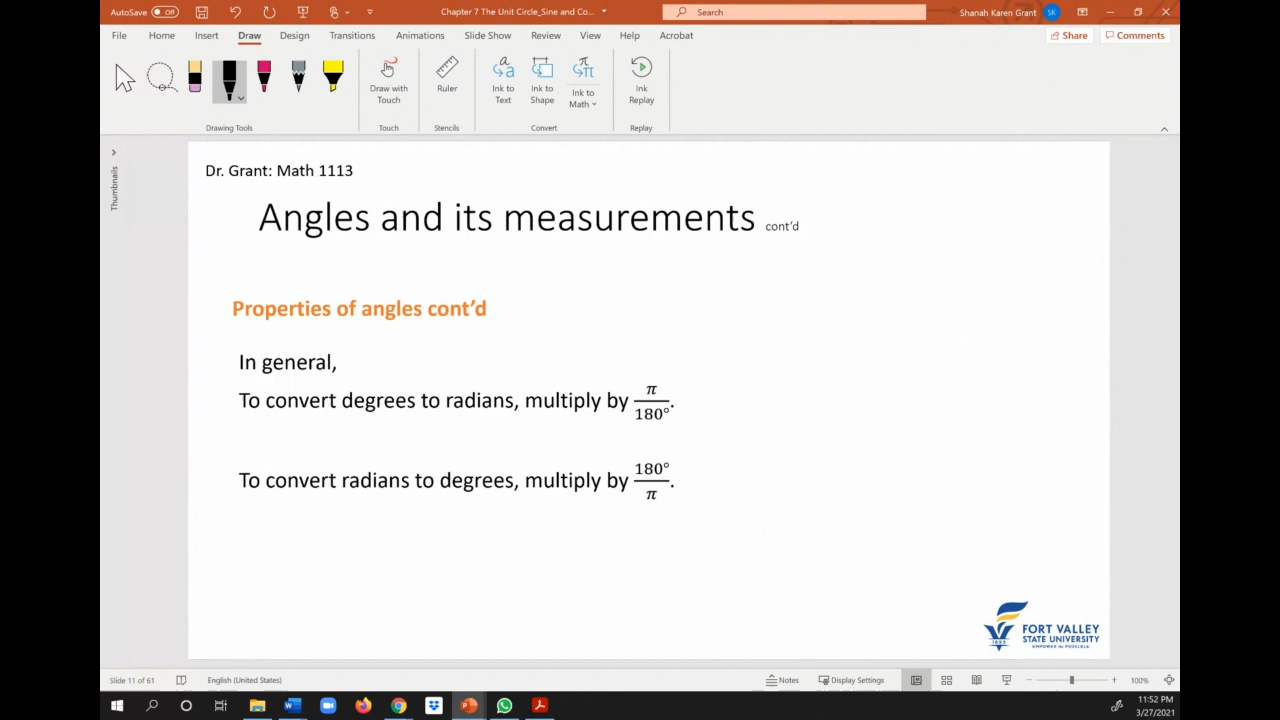 AutoSave Off
Chapter 7 The Unit Circle_Sine and Co...
Search
Shanah Karen Grant
SK
File Home Insert Draw Design Transitions Animations Slide Show Review View Help Acrobat
Share
Comments
Draw with Touch
Ruler
Ink to Text
Ink to Shape
Ink to Math
Ink Replay
Drawing Tools
Touch
Stencils
Convert
Replay
Thumbnails
Dr. Grant: Math 1113
Angles and its measurements cont'd
Properties of angles cont'd
In general,
To convert degrees to radians, multiply by π/180°.
To convert radians to degrees, multiply by 180°/π.
FORT VALLEY
STATE UNIVERSITY
EMPOWER the POSSIBLE.
1895
Slide 11 of 61
English (United States)
Notes
Display Settings
100%
11:52 PM
3/27/2021